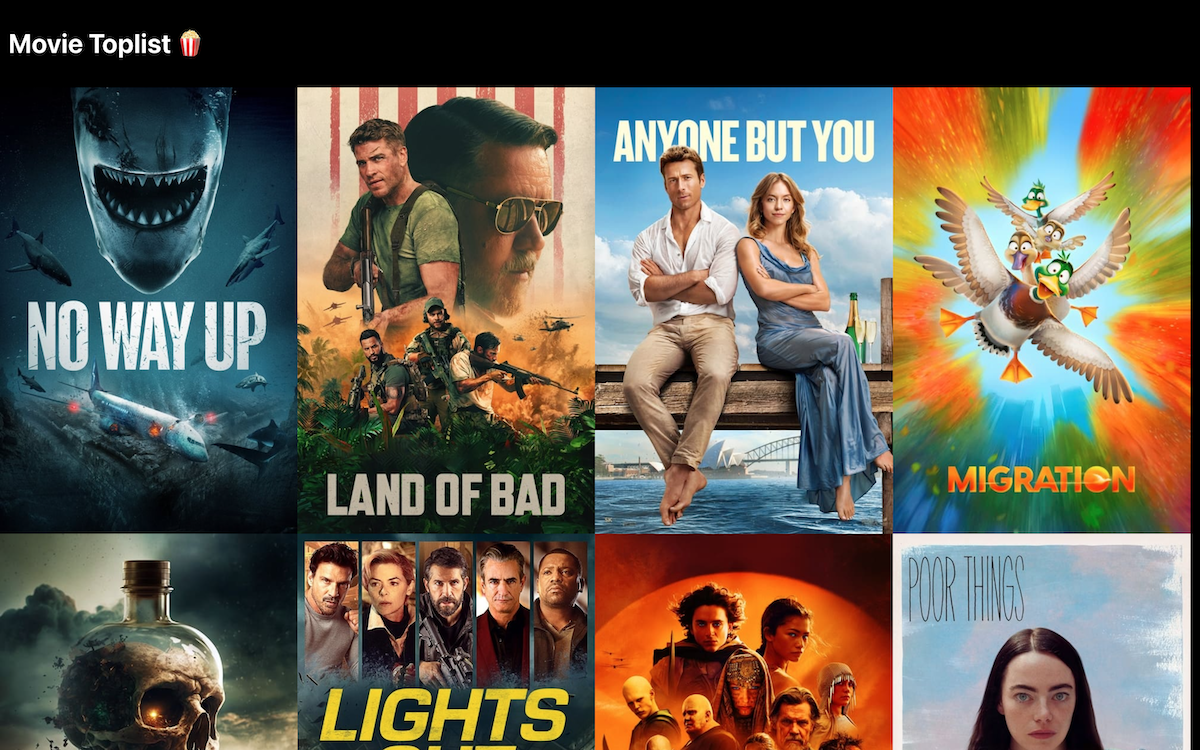 Movie Toplist 🍿
NO WAY UP
LAND OF BAD
ANYONE BUT YOU
MIGRATION
LIGHTS
POOR THINGS